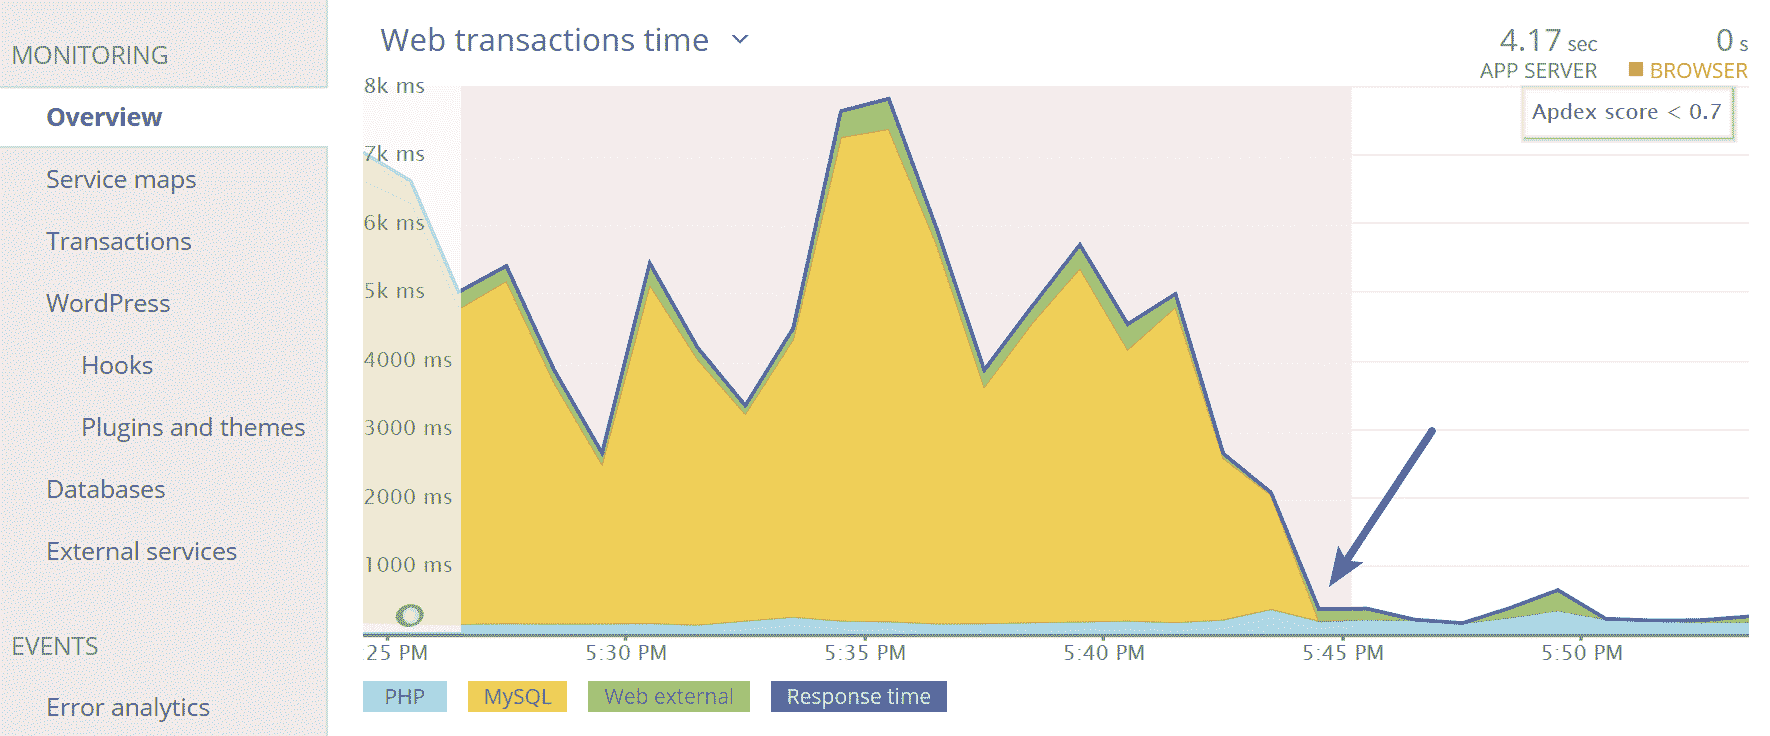 MONITORING
Overview
Service maps
Transactions
WordPress
Hooks
Plugins and themes
Databases
External services
EVENTS
Error analytics
Web transactions time
4.17 sec
APP SERVER
0 s
BROWSER
Apdex score < 0.7
8k ms
7k ms
6k ms
5k ms
4000 ms
3000 ms
2000 ms
1000 ms
:25 PM
5:30 PM
5:35 PM
5:40 PM
5:45 PM
5:50 PM
PHP
MySQL
Web external
Response time